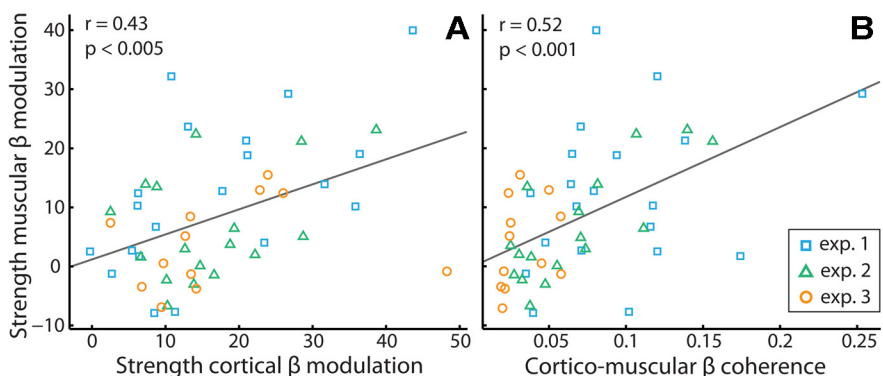 r = 0.43
p < 0.005
A
Strength muscular β modulation
40
30
20
10
0
−10
0
10
20
30
40
50
Strength cortical β modulation
r = 0.52
p < 0.001
B
exp. 1
exp. 2
exp. 3
0.05
0.1
0.15
0.2
0.25
Cortico-muscular β coherence